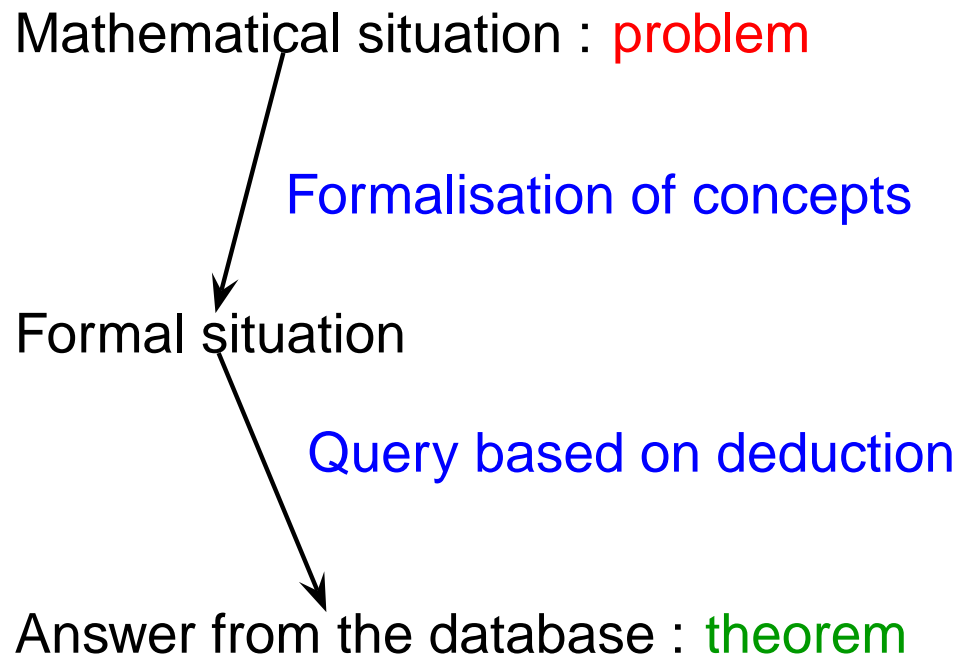 Mathematical situation : problem
Formalisation of concepts
Formal situation
Query based on deduction
Answer from the database : theorem